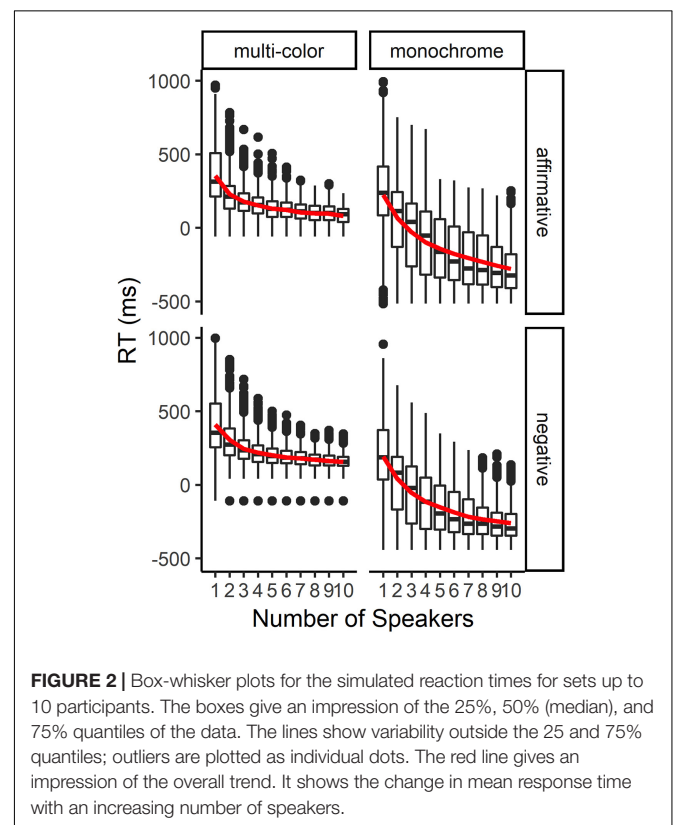 multi-color monochrome
1000
500
0
-500
affirmative
RT (ms)
1000
500
0
-500
negative
1 2 3 4 5 6 7 8 9 10 1 2 3 4 5 6 7 8 9 10
Number of Speakers
FIGURE 2 | Box-whisker plots for the simulated reaction times for sets up to
10 participants. The boxes give an impression of the 25%, 50% (median), and
75% quantiles of the data. The lines show variability outside the 25 and 75%
quantiles; outliers are plotted as individual dots. The red line gives an
impression of the overall trend. It shows the change in mean response time
with an increasing number of speakers.